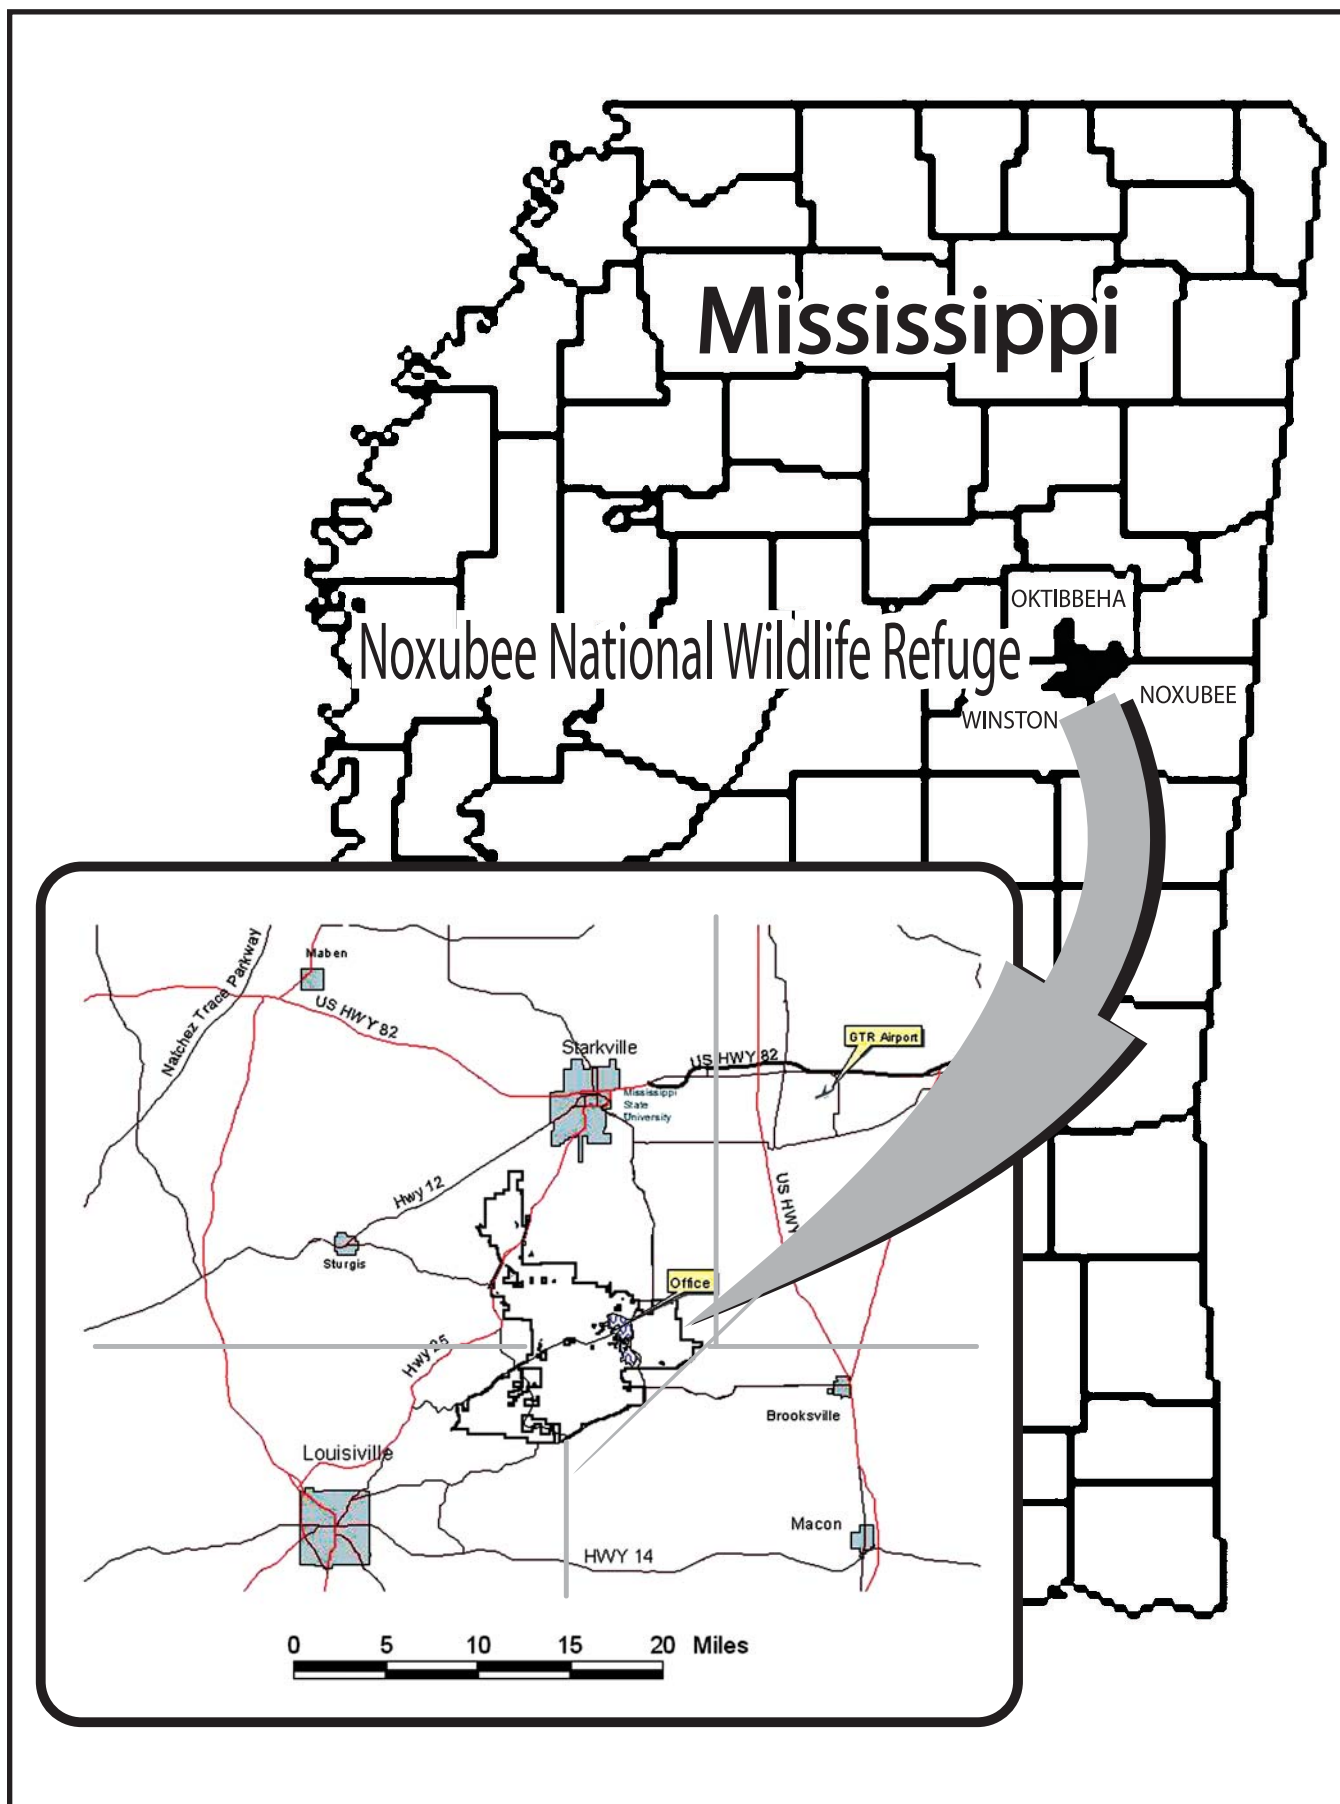 Mississippi
OKTIBBEHA
Noxubee National Wildlife Refuge
NOXUBEE
WINSTON
Maben
Natchez Trace Parkway
US HWY 82
Starkville
US HWY 82
GTR Airport
Mississippi
State
University
Hwy 12
US HWY
Sturgis
Office
Hwy 25
Brooksville
Louisiville
Macon
HWY 14
0 5 10 15 20 Miles